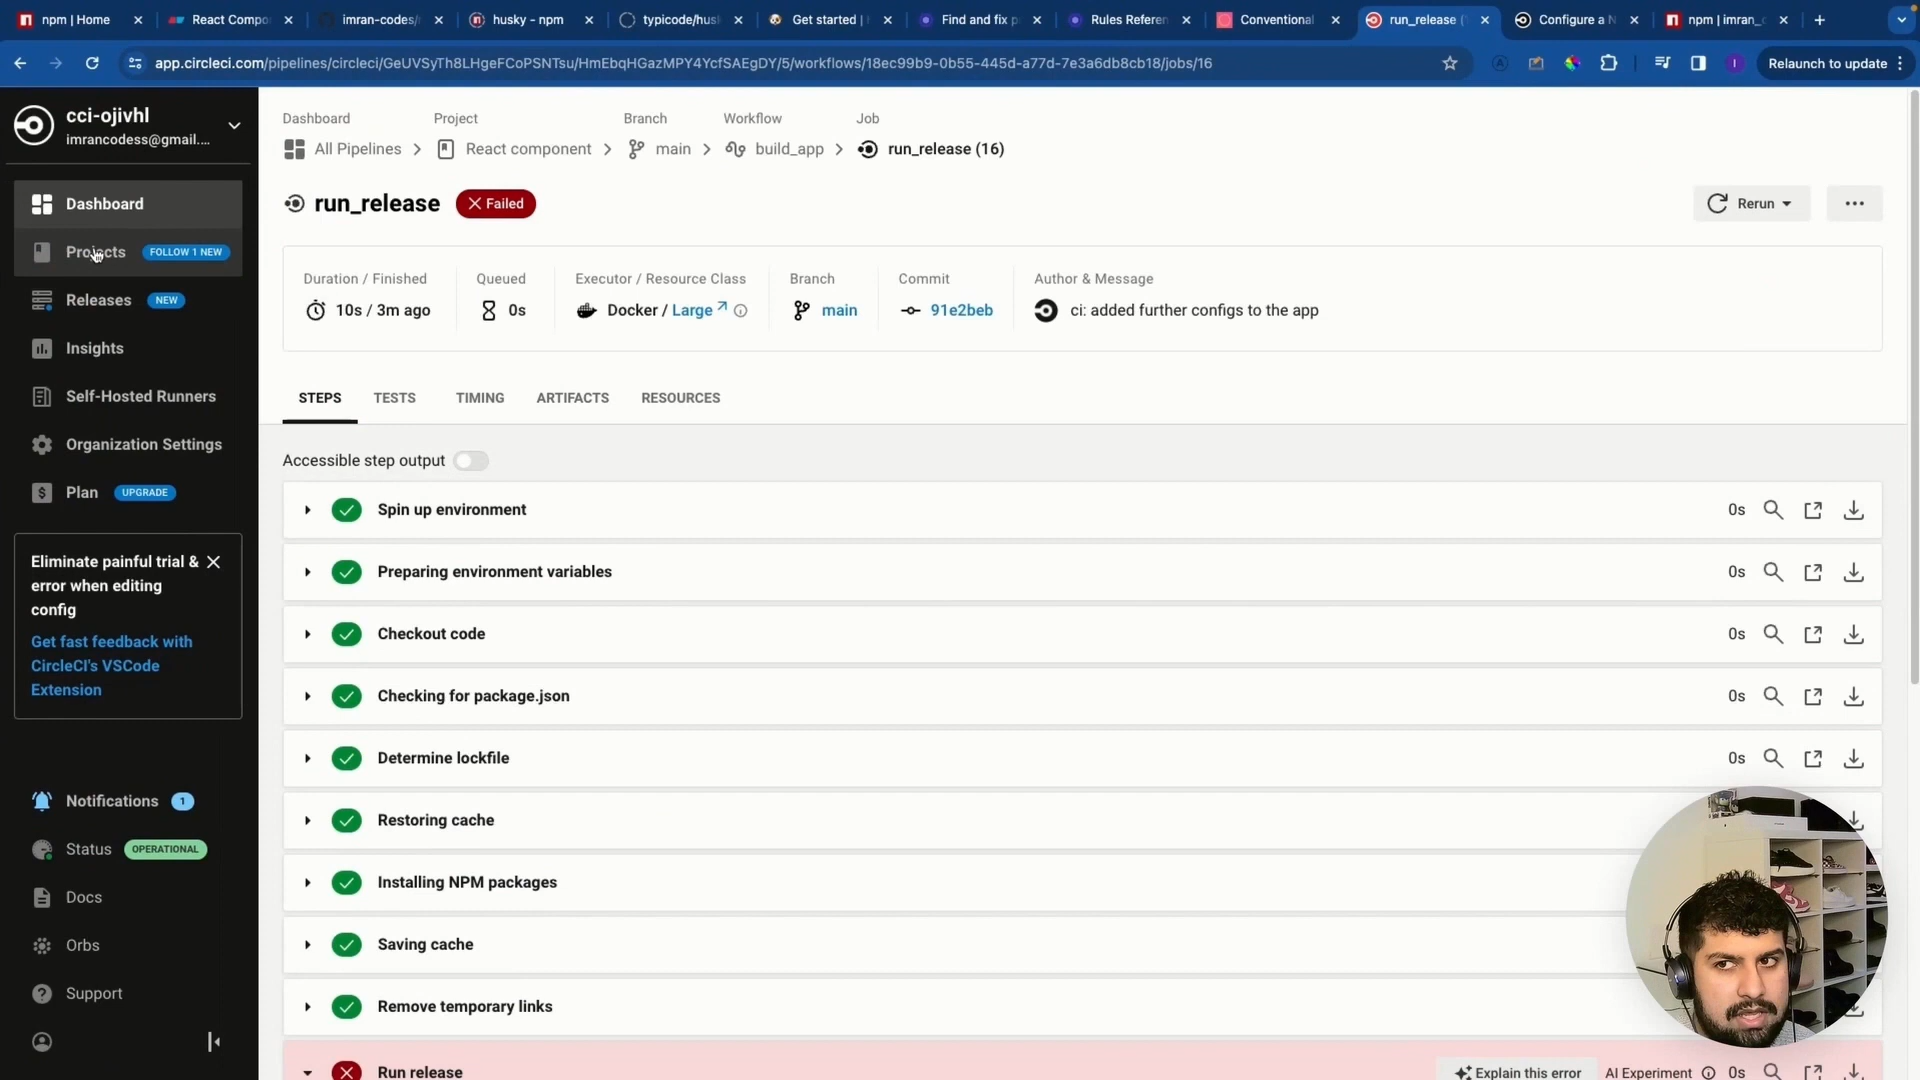 npm | Home
React Compo
imran-codes/
husky - npm
typicode/hus
Get started |
Find and fix p
Rules Referen
Conventional
run_release (
Configure a N
npm | imran_
app.circleci.com/pipelines/circleci/GeUVSyTh8LHgeFCoPSNTsu/HmEbqHGazMPY4YcfSAEgDY/5/workflows/18ec99b9-0b55-445d-a77d-7e3a6db8cb18/jobs/16
Relaunch to update
cci-ojivhl
imrancodess@gmail....
Dashboard
Projects FOLLOW 1 NEW
Releases NEW
Insights
Self-Hosted Runners
Organization Settings
Plan UPGRADE
Eliminate painful trial &
error when editing
config
Get fast feedback with
CircleCI's VSCode
Extension
Notifications 1
Status OPERATIONAL
Docs
Orbs
Support
Dashboard Project Branch Workflow Job
All Pipelines React component main build_app run_release (16)
run_release Failed
Rerun
Duration / Finished Queued Executor / Resource Class Branch Commit Author & Message
10s / 3m ago 0s Docker / Large main 91e2beb ci: added further configs to the app
STEPS TESTS TIMING ARTIFACTS RESOURCES
Accessible step output
Spin up environment 0s
Preparing environment variables 0s
Checkout code 0s
Checking for package.json 0s
Determine lockfile 0s
Restoring cache
Installing NPM packages
Saving cache
Remove temporary links
Run release Explain this error AI Experiment 0s